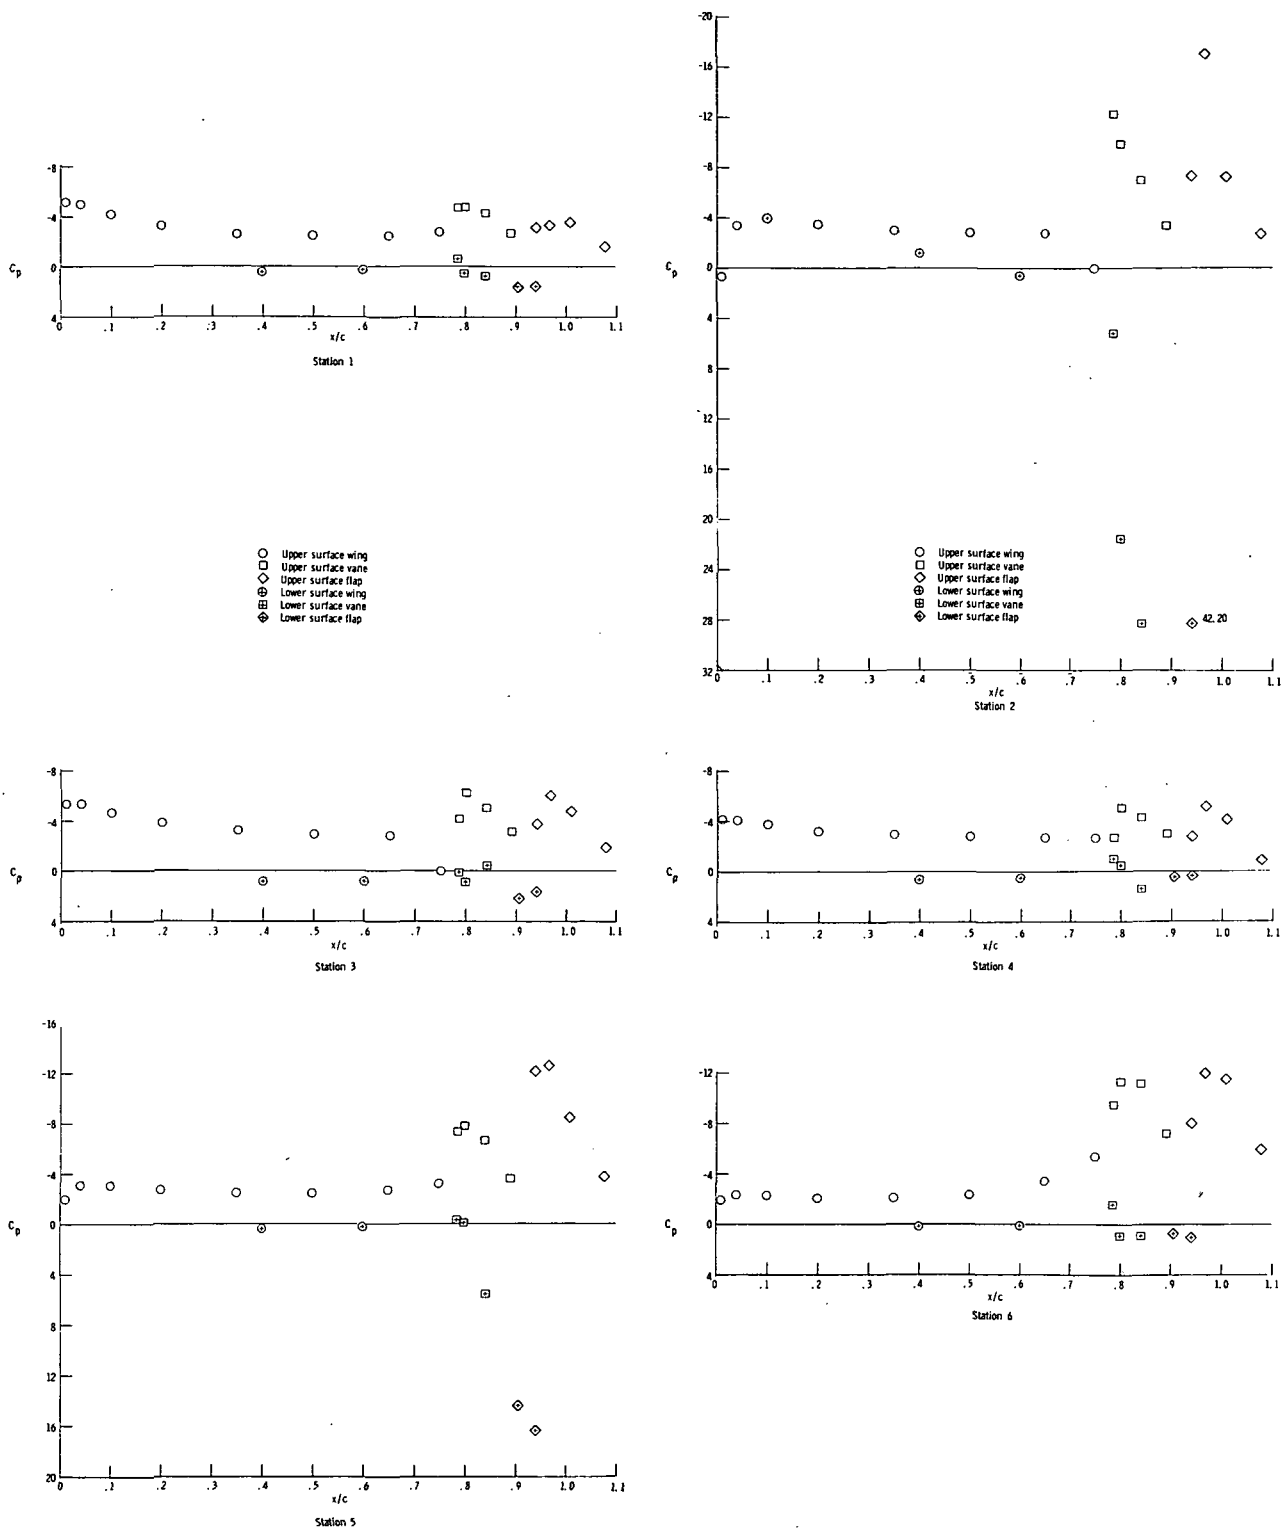 -8
-4
0
4
C p
0 .1 .2 .3 .4 .5 .6 .7 .8 .9 1.0 1.1
x/c
Station 1
-20
-16
-12
-8
-4
0
4
8
12
16
20
24
28
32
C p
42.20
0 .1 .2 .3 .4 .5 .6 .7 .8 .9 1.0 1.1
x/c
Station 2
Upper surface wing
Upper surface vane
Upper surface flap
Lower surface wing
Lower surface vane
Lower surface flap
Upper surface wing
Upper surface vane
Upper surface flap
Lower surface wing
Lower surface vane
Lower surface flap
-8
-4
0
4
C p
0 .1 .2 .3 .4 .5 .6 .7 .8 .9 1.0 1.1
x/c
Station 3
-8
-4
0
4
C p
0 .1 .2 .3 .4 .5 .6 .7 .8 .9 1.0 1.1
x/c
Station 4
-16
-12
-8
-4
0
4
8
12
16
20
C p
0 .1 .2 .3 .4 .5 .6 .7 .8 .9 1.0 1.1
x/c
Station 5
-12
-8
-4
0
4
C p
0 .1 .2 .3 .4 .5 .6 .7 .8 .9 1.0 1.1
x/c
Station 6